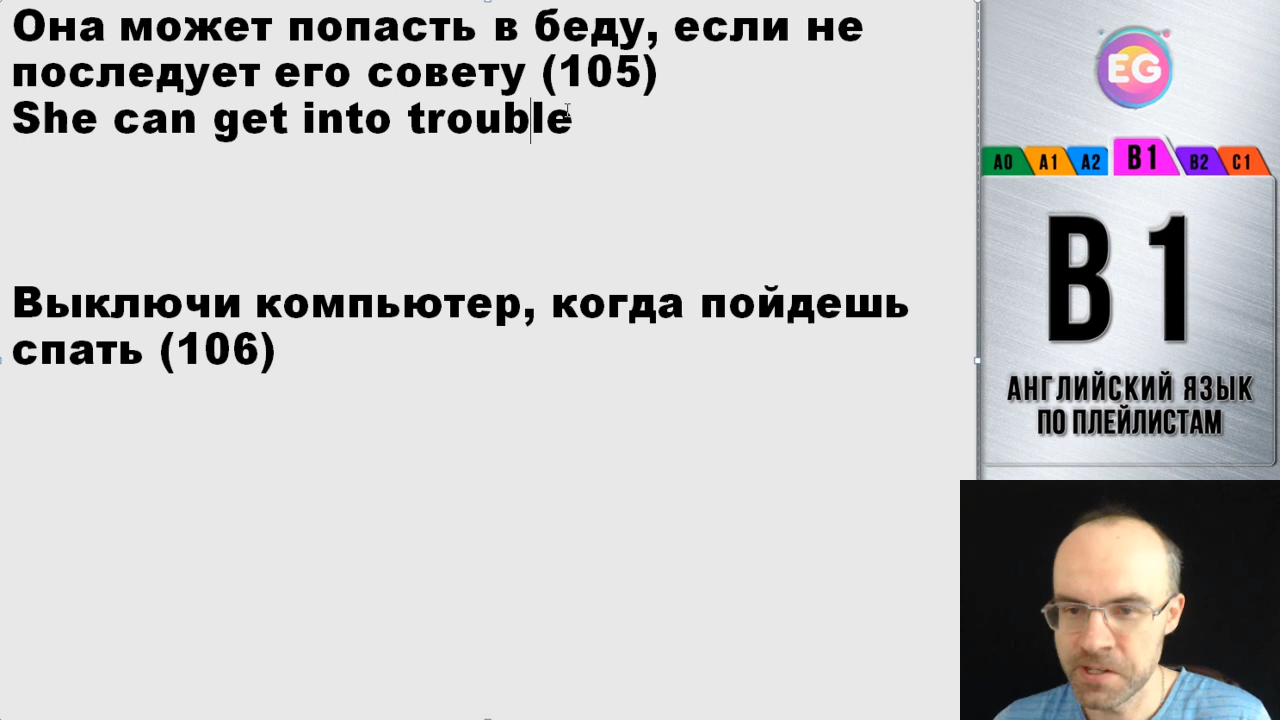 Она может попасть в беду, если не
последует его совету (105)
She can get into trouble
Выключи компьютер, когда пойдешь
спать (106)
EG
A0 A1 A2 B1 B2 C1
B1
АНГЛИЙСКИЙ ЯЗЫК
ПО ПЛЕЙЛИСТАМ